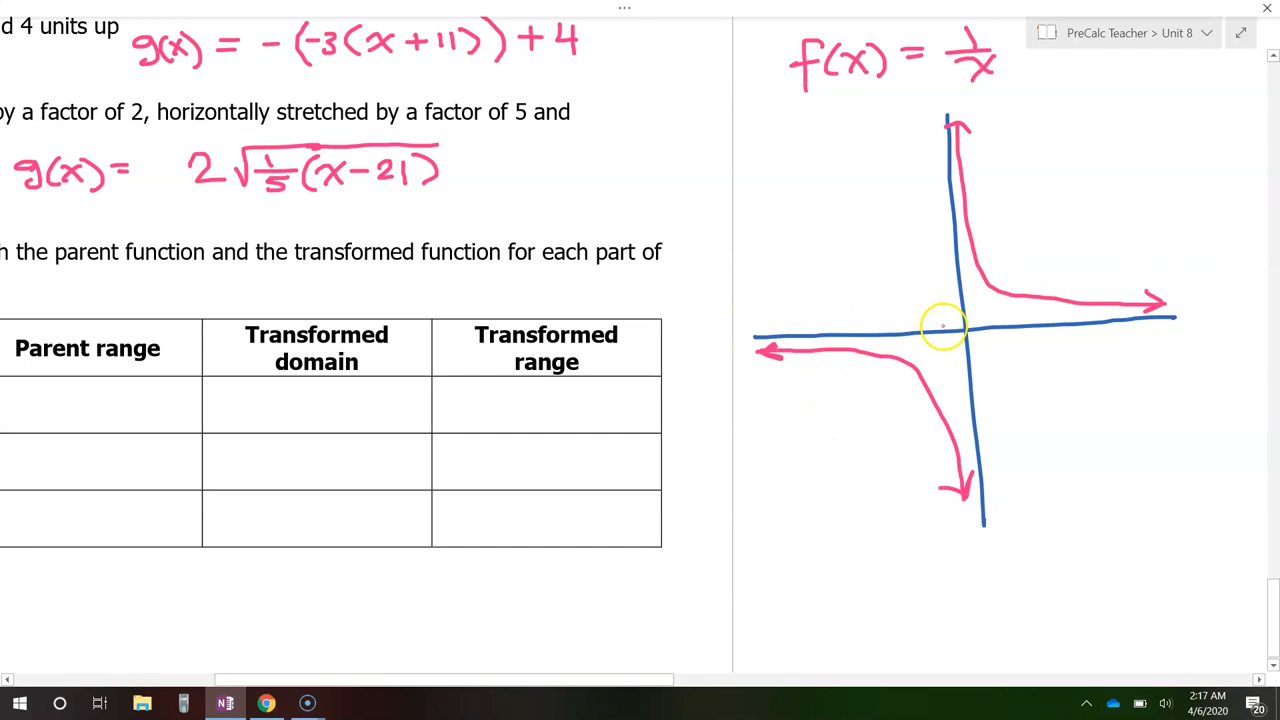 d 4 units up
g(x) = -(-3(x+11))+4
f(x) = 1/x
PreCalc Teacher > Unit 8
by a factor of 2, horizontally stretched by a factor of 5 and
g(x) = 2√(1/5(x-21))
h the parent function and the transformed function for each part of
Parent range
Transformed
domain
Transformed
range
2:17 AM
4/6/2020
20